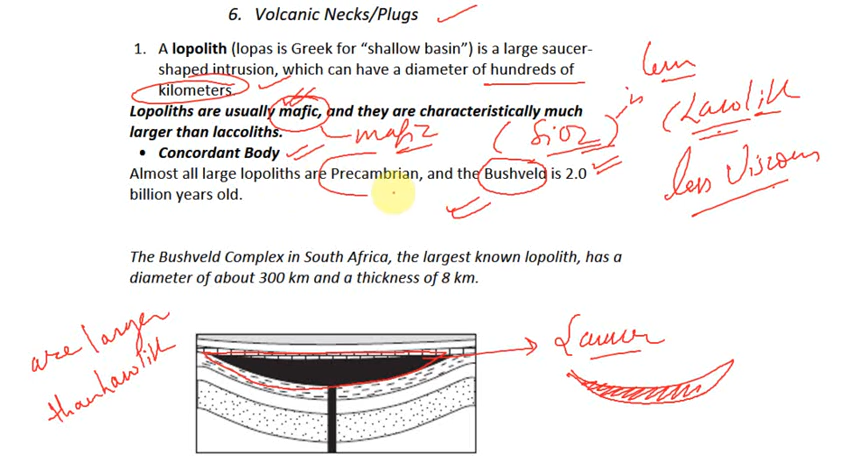 6. Volcanic Necks/Plugs
1. A lopolith (lopas is Greek for “shallow basin”) is a large saucer-
shaped intrusion, which can have a diameter of hundreds of
kilometers.
Lopoliths are usually mafic, and they are characteristically much
larger than laccoliths.
• Concordant Body
Almost all large lopoliths are Precambrian, and the Bushveld is 2.0
billion years old.
The Bushveld Complex in South Africa, the largest known lopolith, has a
diameter of about 300 km and a thickness of 8 km.
mafic
(SiO2)
is
less Viscous
are larger